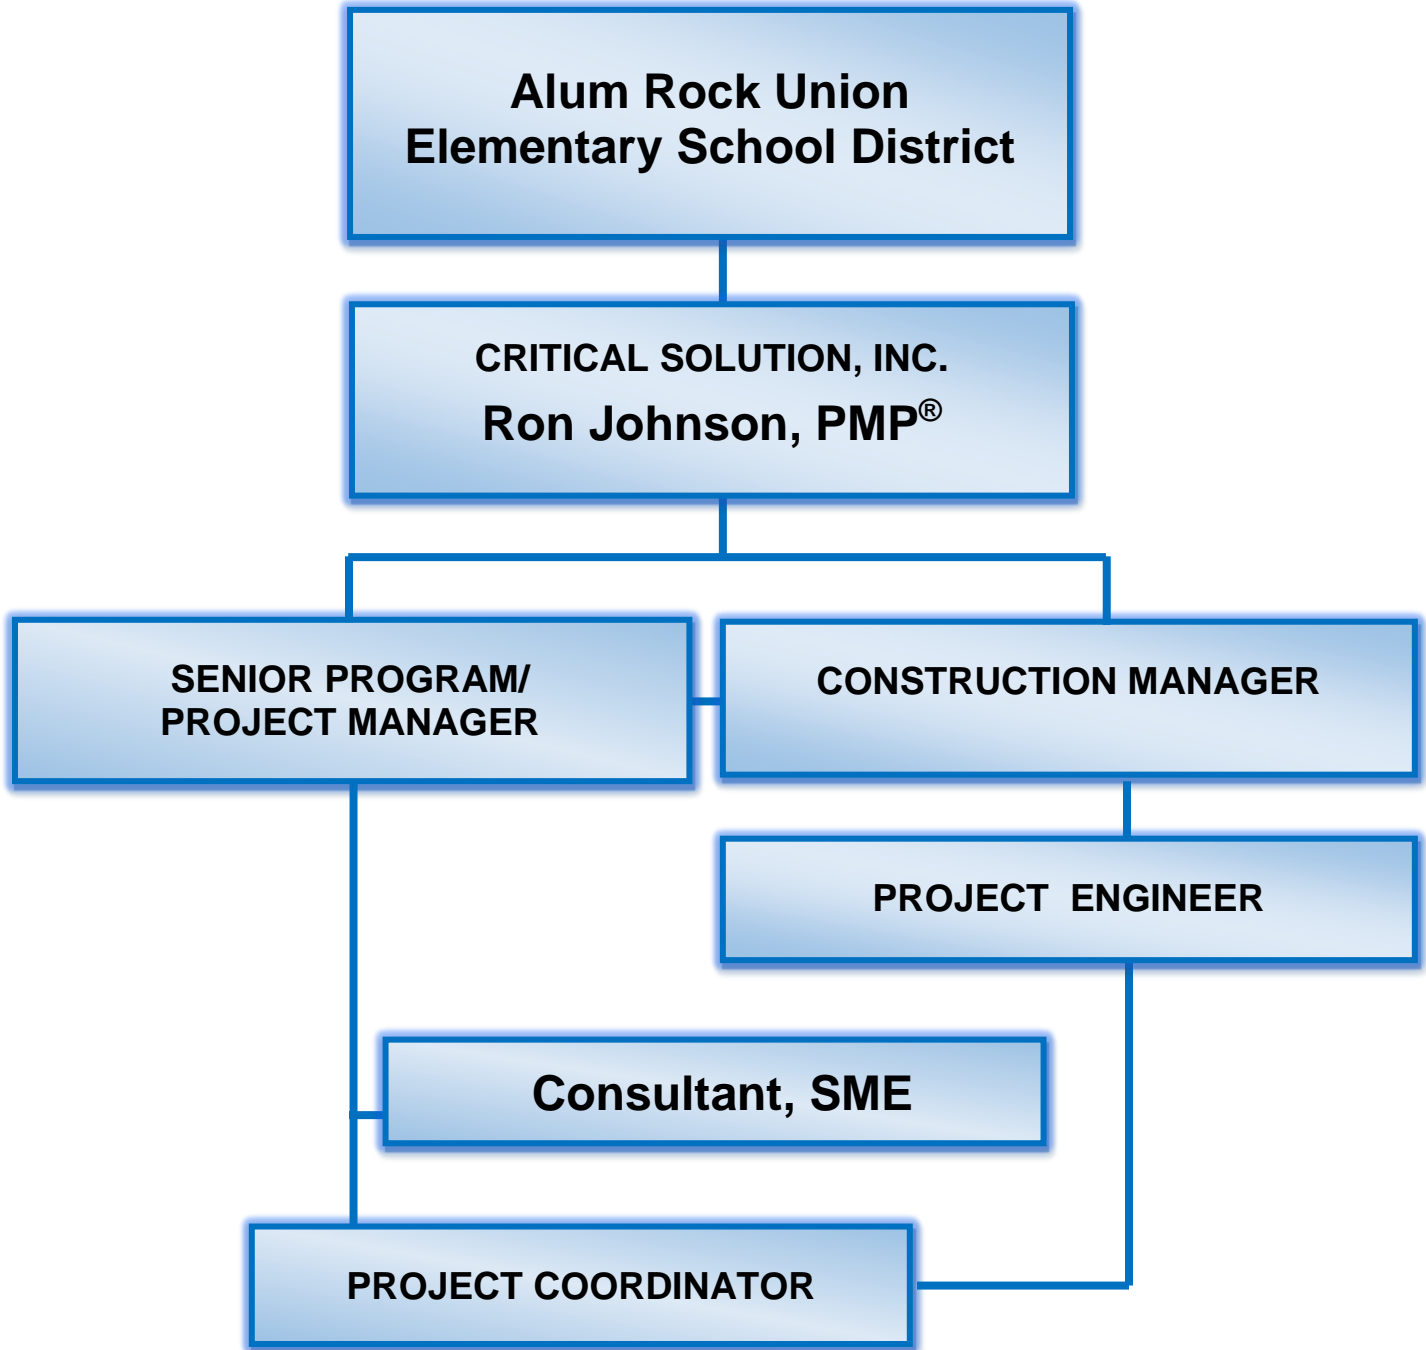 Alum Rock Union
Elementary School District
CRITICAL SOLUTION, INC.
Ron Johnson, PMP®
SENIOR PROGRAM/
PROJECT MANAGER
CONSTRUCTION MANAGER
PROJECT  ENGINEER
Consultant, SME
PROJECT COORDINATOR